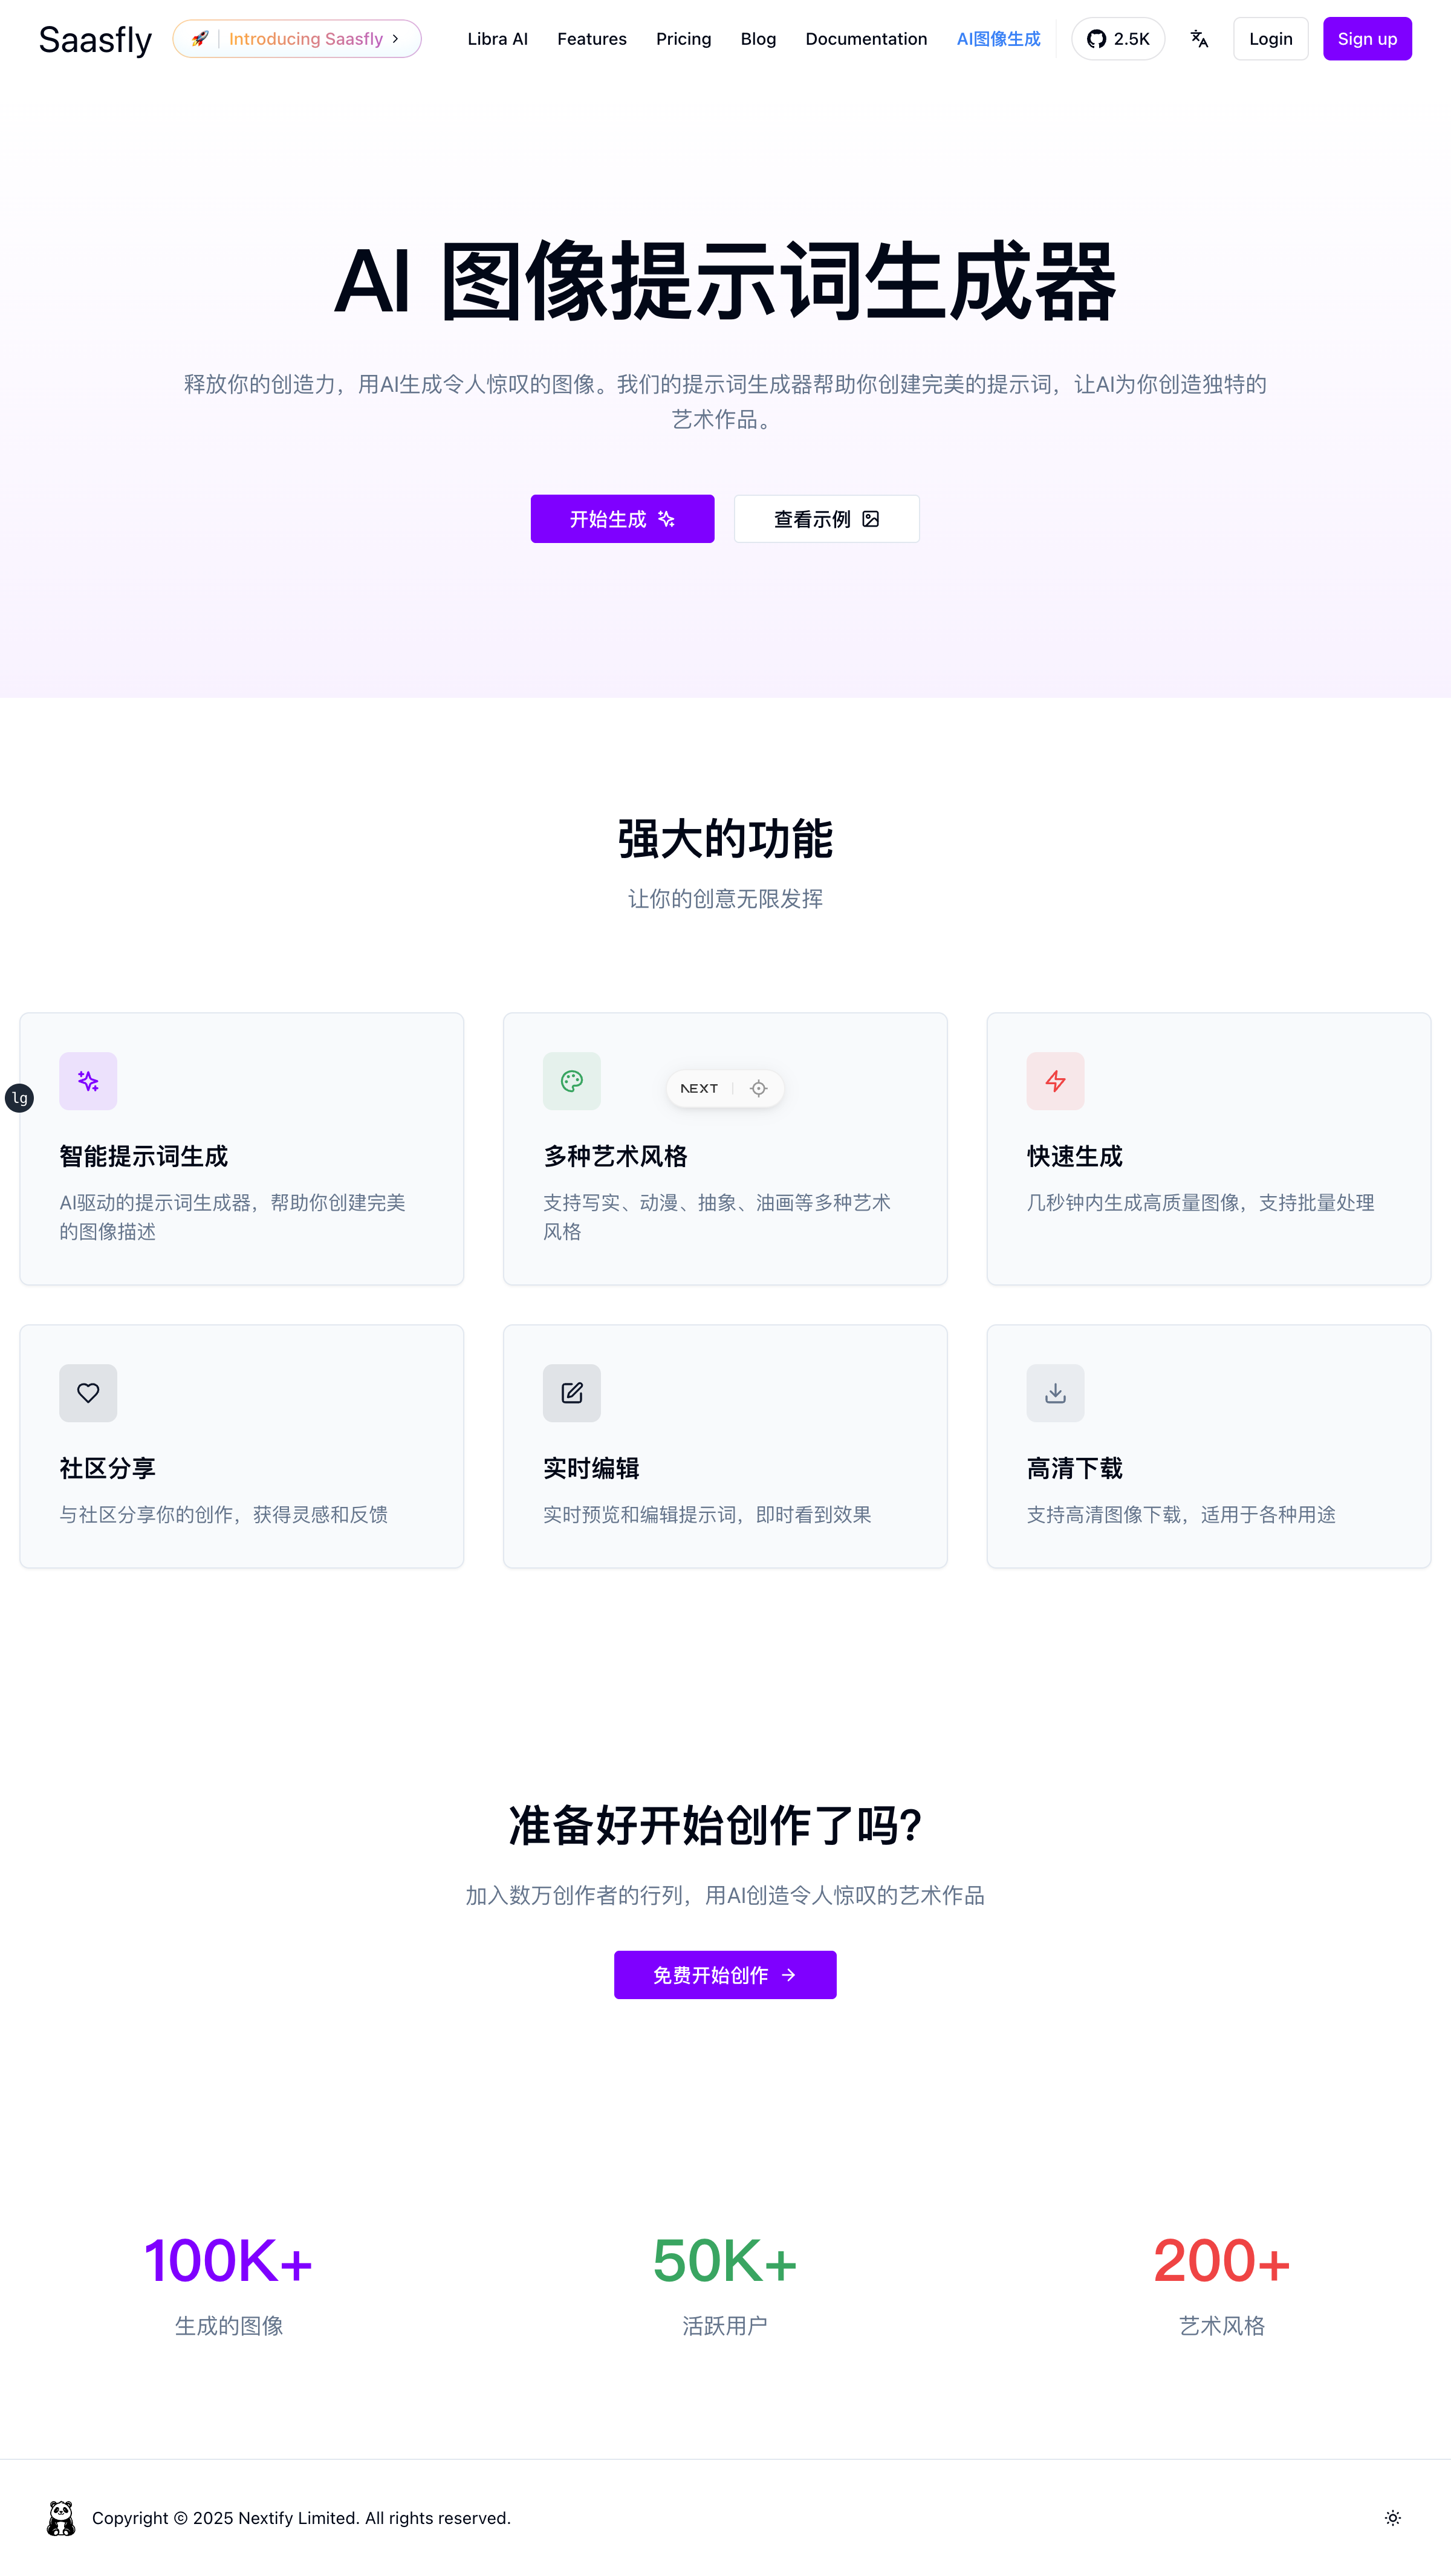 Saasfly
Introducing Saasfly
Libra AI
Features
Pricing
Blog
Documentation
AI图像生成
2.5K
Login
Sign up
AI 图像提示词生成器
释放你的创造力，用AI生成令人惊叹的图像。我们的提示词生成器帮助你创建完美的提示词，让AI为你创造独特的
艺术作品。
开始生成
查看示例
强大的功能
让你的创意无限发挥
lg
NEXT
智能提示词生成
AI驱动的提示词生成器，帮助你创建完美
的图像描述
多种艺术风格
支持写实、动漫、抽象、油画等多种艺术
风格
快速生成
几秒钟内生成高质量图像，支持批量处理
社区分享
与社区分享你的创作，获得灵感和反馈
实时编辑
实时预览和编辑提示词，即时看到效果
高清下载
支持高清图像下载，适用于各种用途
准备好开始创作了吗？
加入数万创作者的行列，用AI创造令人惊叹的艺术作品
免费开始创作
100K+
生成的图像
50K+
活跃用户
200+
艺术风格
Copyright © 2025 Nextify Limited. All rights reserved.